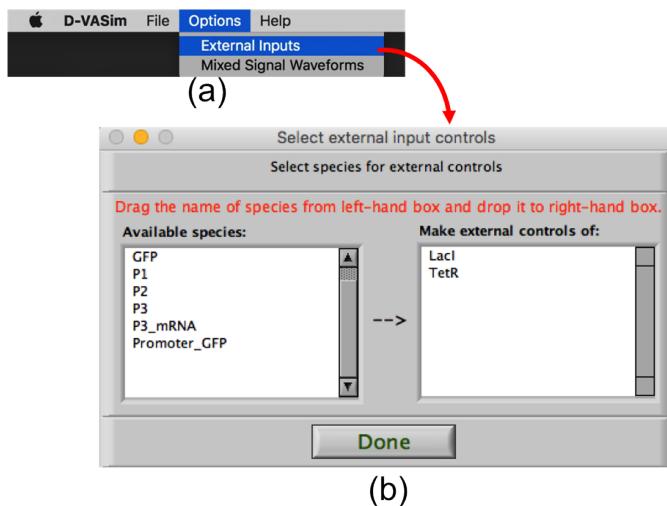 D-VASim File Options Help
External Inputs
Mixed Signal Waveforms
(a)
Select external input controls
Select species for external controls
Drag the name of species from left-hand box and drop it to right-hand box.
Available species:
Make external controls of:
GFP
P1
P2
P3
P3_mRNA
Promoter_GFP
-->
LacI
TetR
Done
(b)